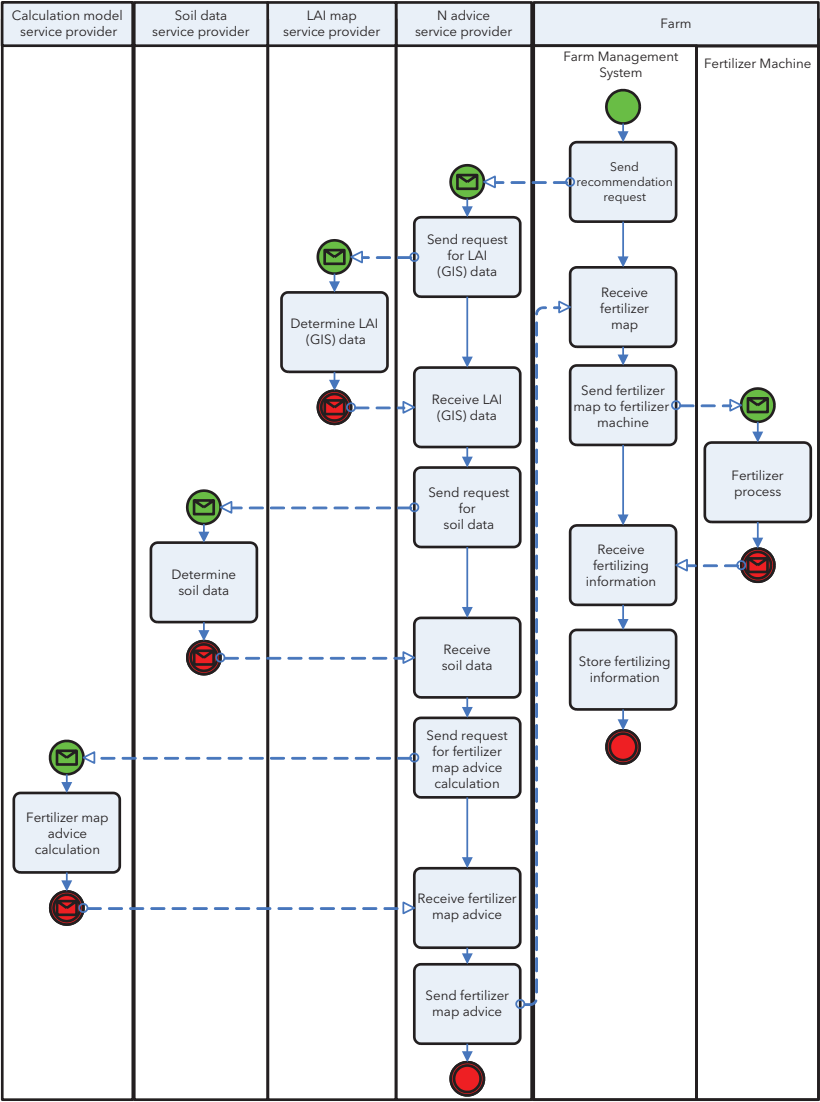 Calculation model
service provider
Soil data
service provider
LAI map
service provider
N advice
service provider
Farm
Farm Management
System
Fertilizer Machine
Send
recommendation
request
Send request
for LAI
(GIS) data
Determine LAI
(GIS) data
Receive
fertilizer
map
Receive LAI
(GIS) data
Send fertilizer
map to fertilizer
machine
Fertilizer
process
Send request
for
soil data
Determine
soil data
Receive
fertilizing
information
Receive
soil data
Store fertilizing
information
Send request
for fertilizer
map advice
calculation
Fertilizer map
advice
calculation
Receive fertilizer
map advice
Send fertilizer
map advice